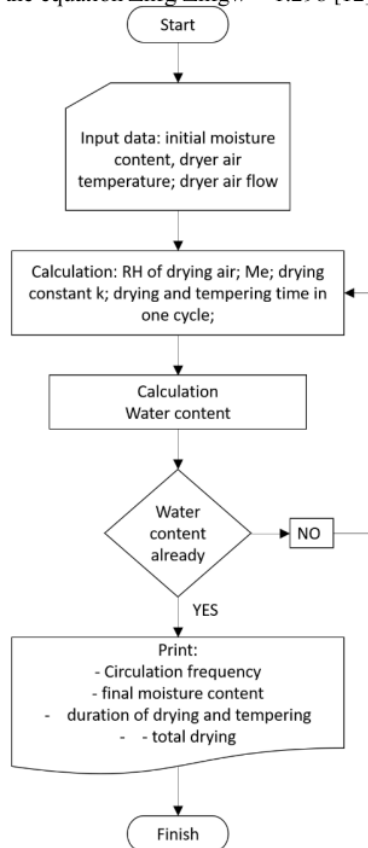 Start
Input data: initial moisture
content, dryer air
temperature; dryer air flow
Calculation: RH of drying air; Me; drying
constant k; drying and tempering time in
one cycle;
Calculation
Water content
Water
content
already
NO
YES
Print:
- Circulation frequency
- final moisture content
- duration of drying and tempering
- - total drying
Finish